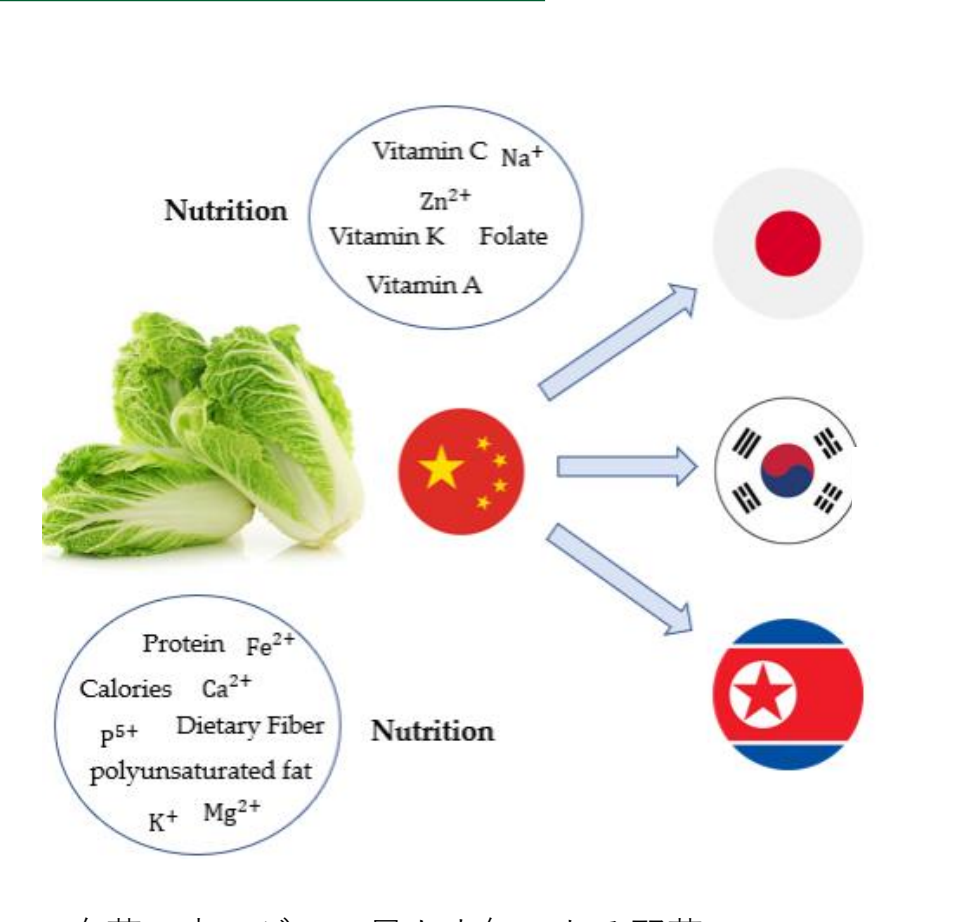 Vitamin C Na⁺
Zn²⁺
Nutrition
Vitamin K Folate
Vitamin A
Protein Fe²⁺
Calories Ca²⁺
P⁵⁺ Dietary Fiber
Nutrition
polyunsaturated fat
K⁺ Mg²⁺